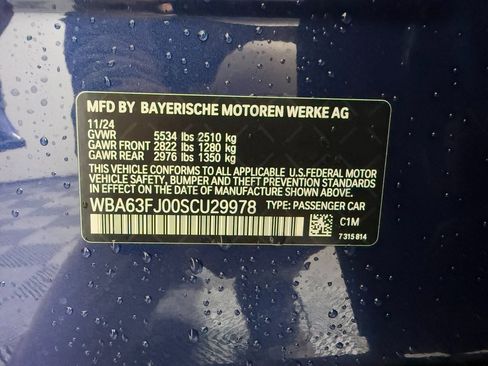 MFD BY BAYERISCHE MOTOREN WERKE AG
11/24
GVWR 5534 lbs 2510 kg
GAWR FRONT 2822 lbs 1280 kg
GAWR REAR 2976 lbs 1350 kg
THIS VEHICLE CONFORMS TO ALL APPLICABLE U.S.FEDERAL MOTOR
VEHICLE SAFETY, BUMPER AND THEFT PREVENTION STANDARDS
IN EFFECT ON THE DATE OF MANUFACTURE SHOWN ABOVE.
WBA63FJ00SCU29978 TYPE: PASSENGER CAR
C1M
7 315 814